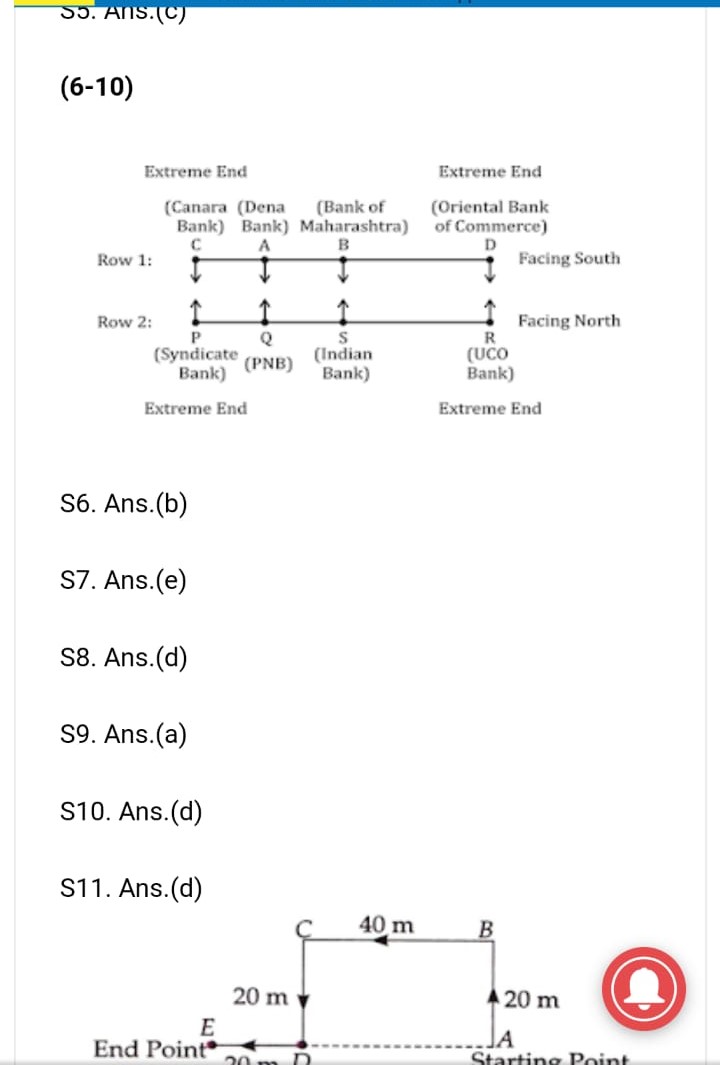 S5. Ans.(c)
(6-10)
Extreme End Extreme End
(Canara (Dena (Bank of (Oriental Bank
Bank) Bank) Maharashtra) of Commerce)
C A B D
Row 1: Facing South
Row 2: Facing North
P Q S R
(Syndicate (PNB) (Indian (UCO
Bank) Bank) Bank)
Extreme End Extreme End
S6. Ans.(b)
S7. Ans.(e)
S8. Ans.(d)
S9. Ans.(a)
S10. Ans.(d)
S11. Ans.(d)
C 40 m B
20 m 20 m
E A
End Point
20 m D Starting Point